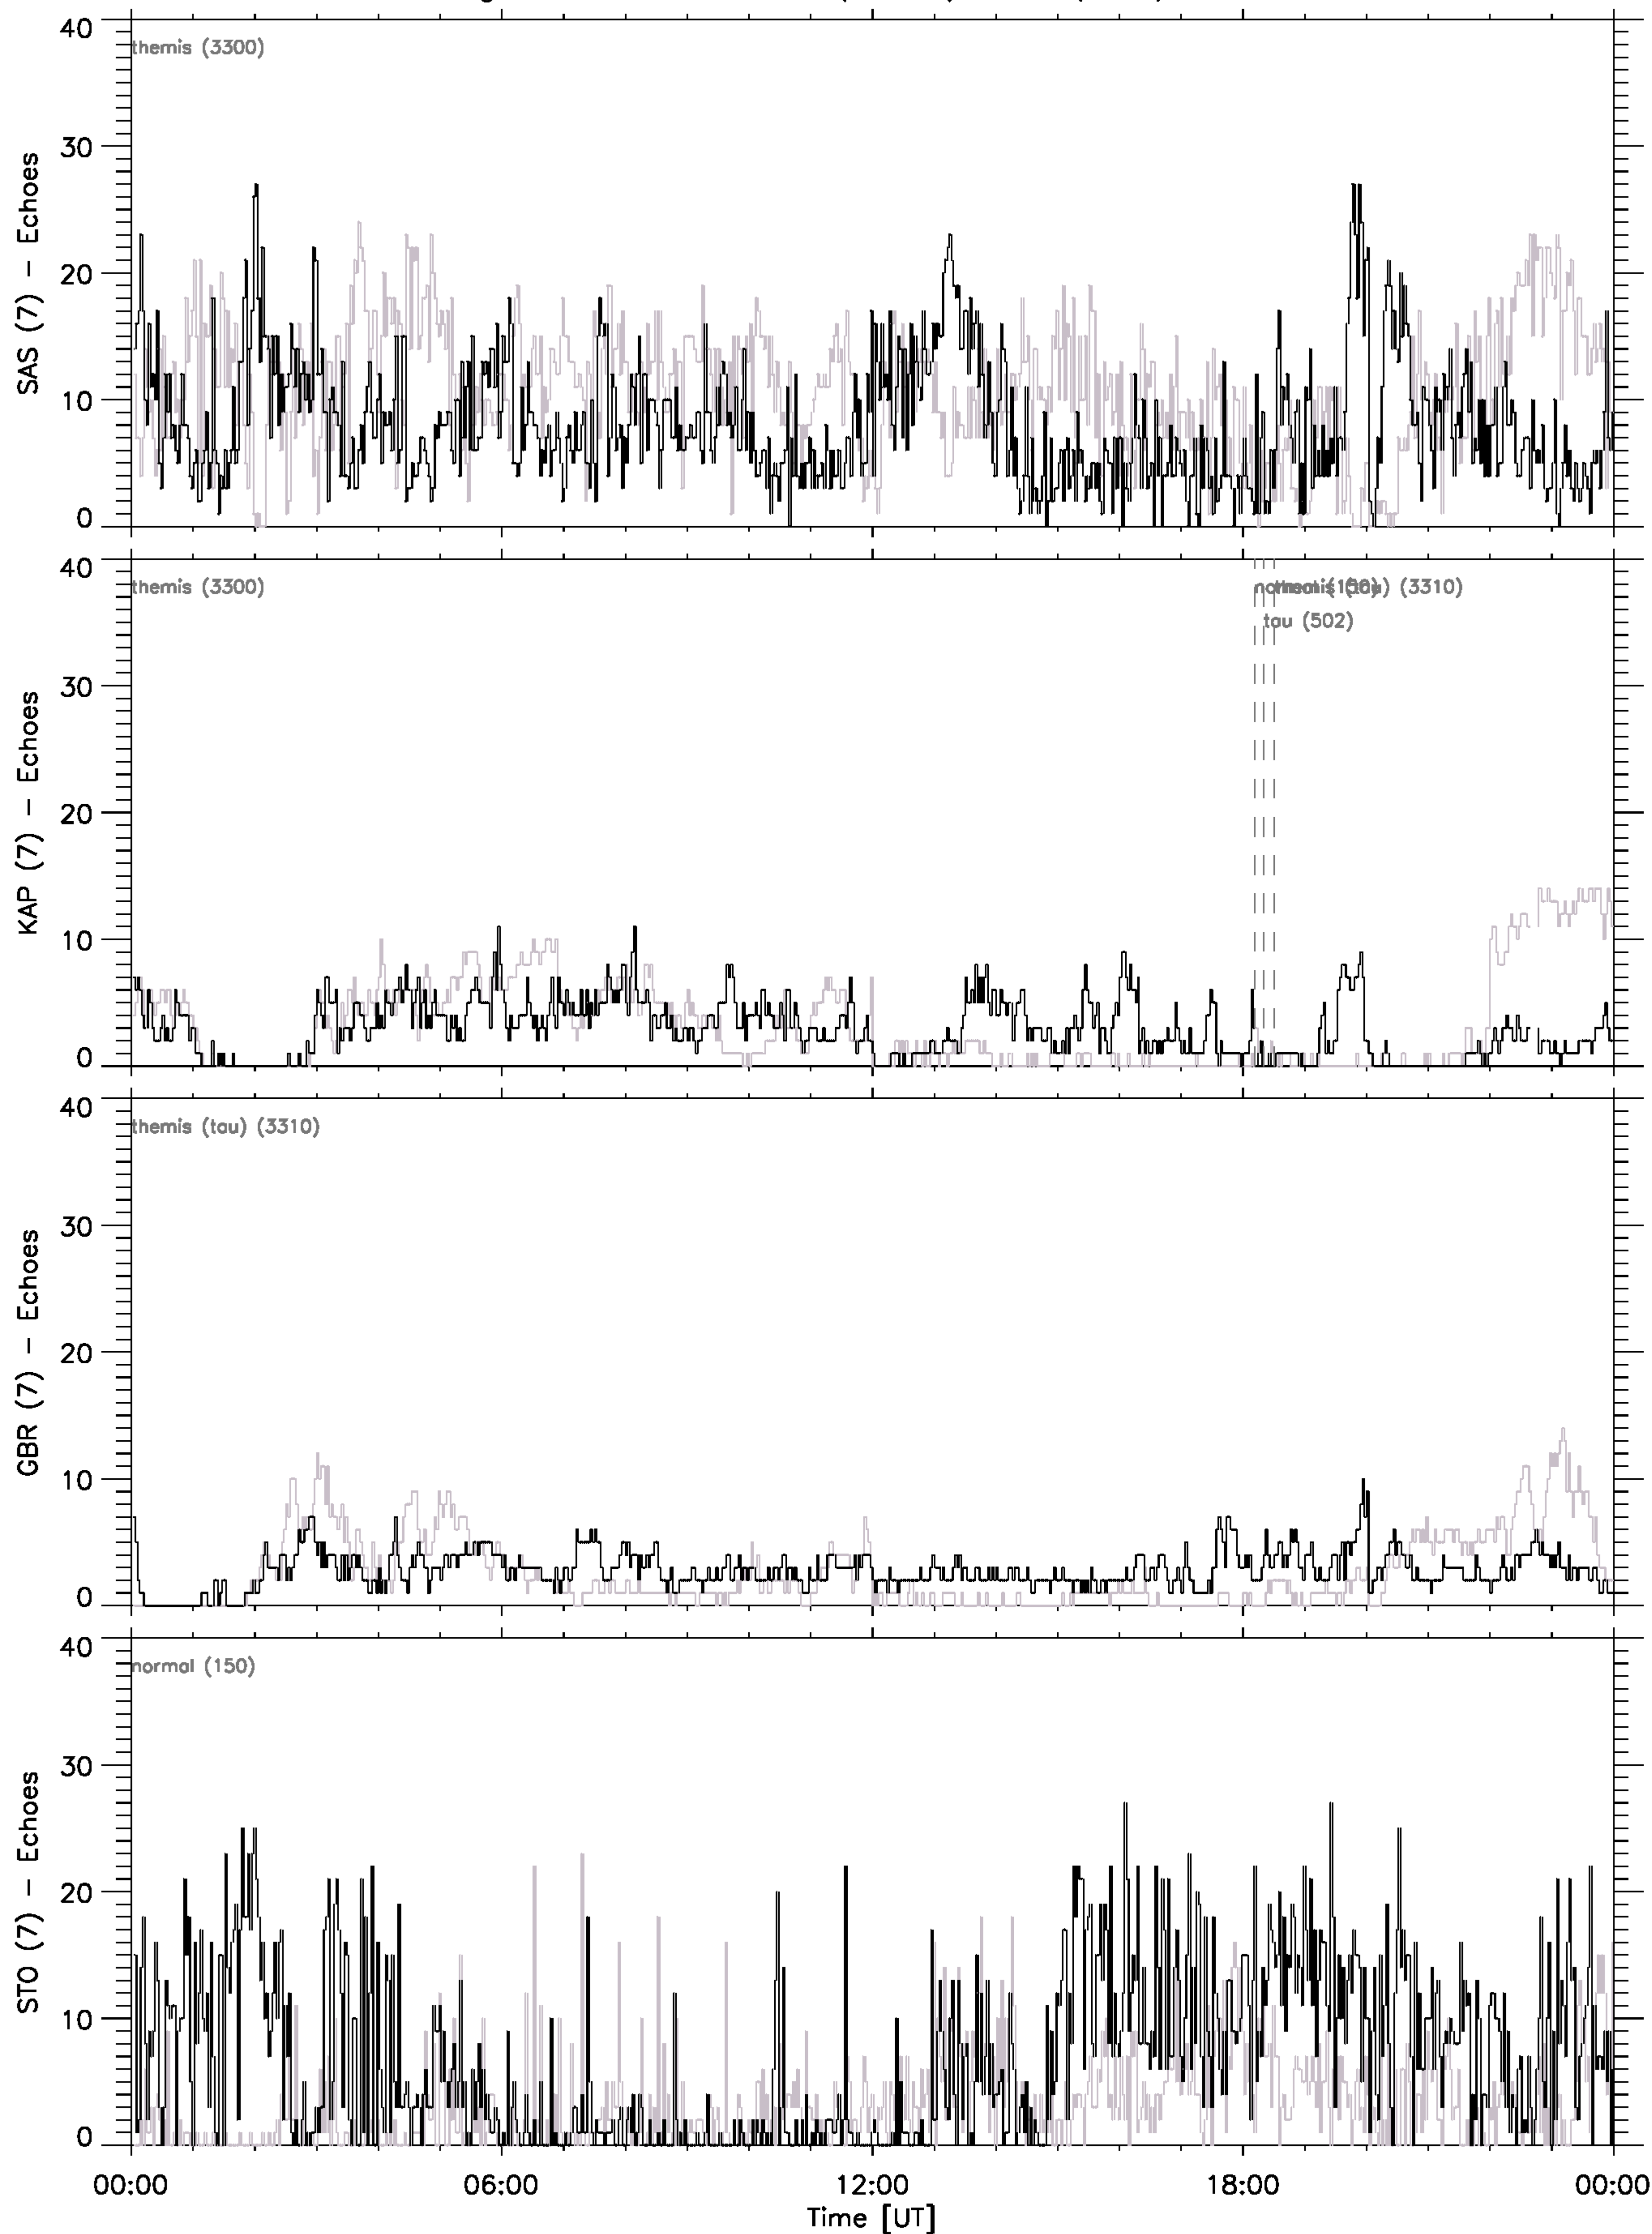 40
themis (3300)
30
20
10
0
SAS (7) – Echoes
40
themis (3300)
(3310)
tau (502)
30
20
10
0
KAP (7) – Echoes
40
themis (tau) (3310)
30
20
10
0
GBR (7) – Echoes
40
normal (150)
30
20
10
0
STO (7) – Echoes
00:00 06:00 12:00 18:00 00:00
Time [UT]